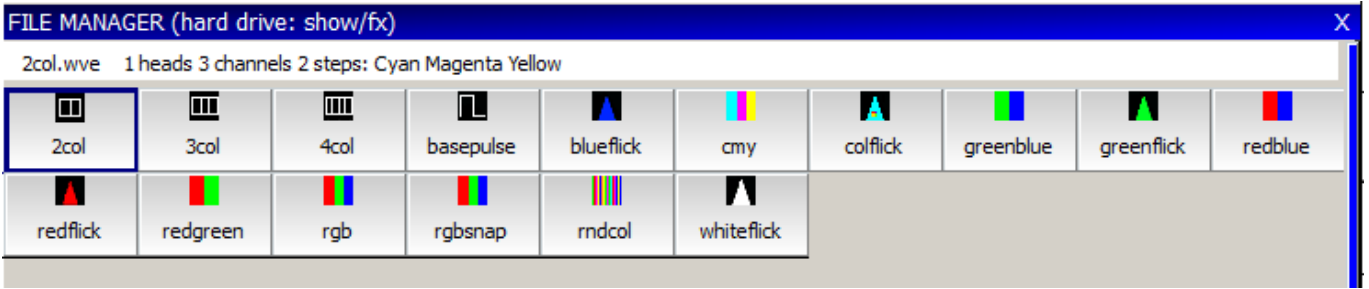 FILE MANAGER (hard drive: show/fx) X
2col.wve 1 heads 3 channels 2 steps: Cyan Magenta Yellow
2col 3col 4col basepulse blueflick cmy colflick greenblue greenflick redblue
redflick redgreen rgb rgbsnap rndcol whiteflick